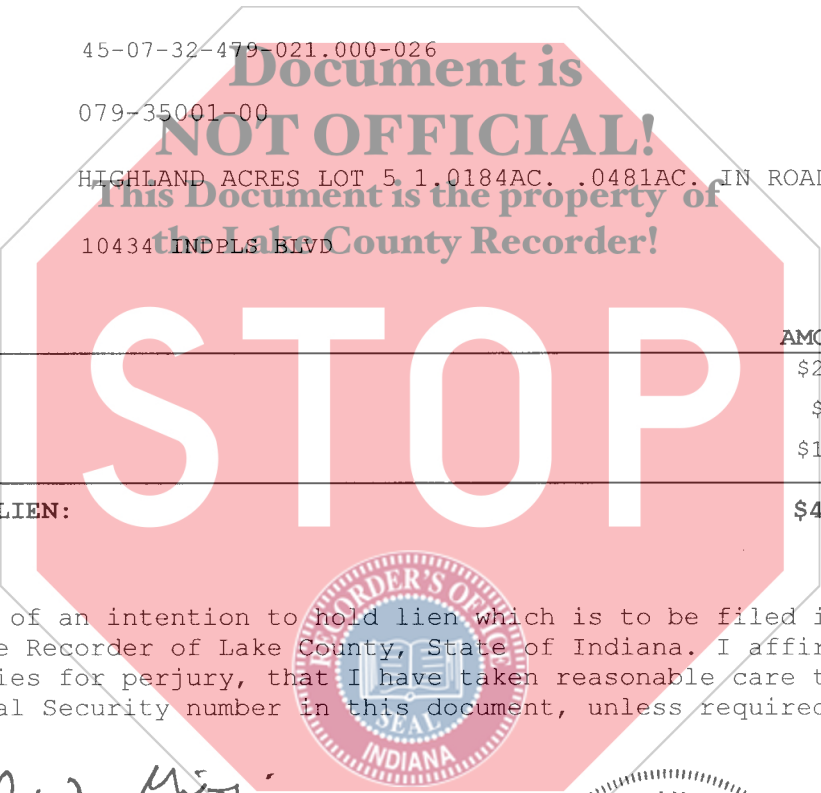 45-07-32-479-021.000-026
Document is
079-35001-00
NOT OFFICIAL!
HIGHLAND ACRES LOT 5 1.0184AC. .0481AC. IN ROAD
This Document is the property of
10434 INDPLS BLVD
the Lake County Recorder!
STOP
AMO
$2
$
$1
LIEN:
$4
of an intention to hold lien which is to be filed i
e Recorder of Lake County, State of Indiana. I affir
ies for perjury, that I have taken reasonable care t
al Security number in this document, unless required
RECORDER'S OFFICE
SEAL
INDIANA